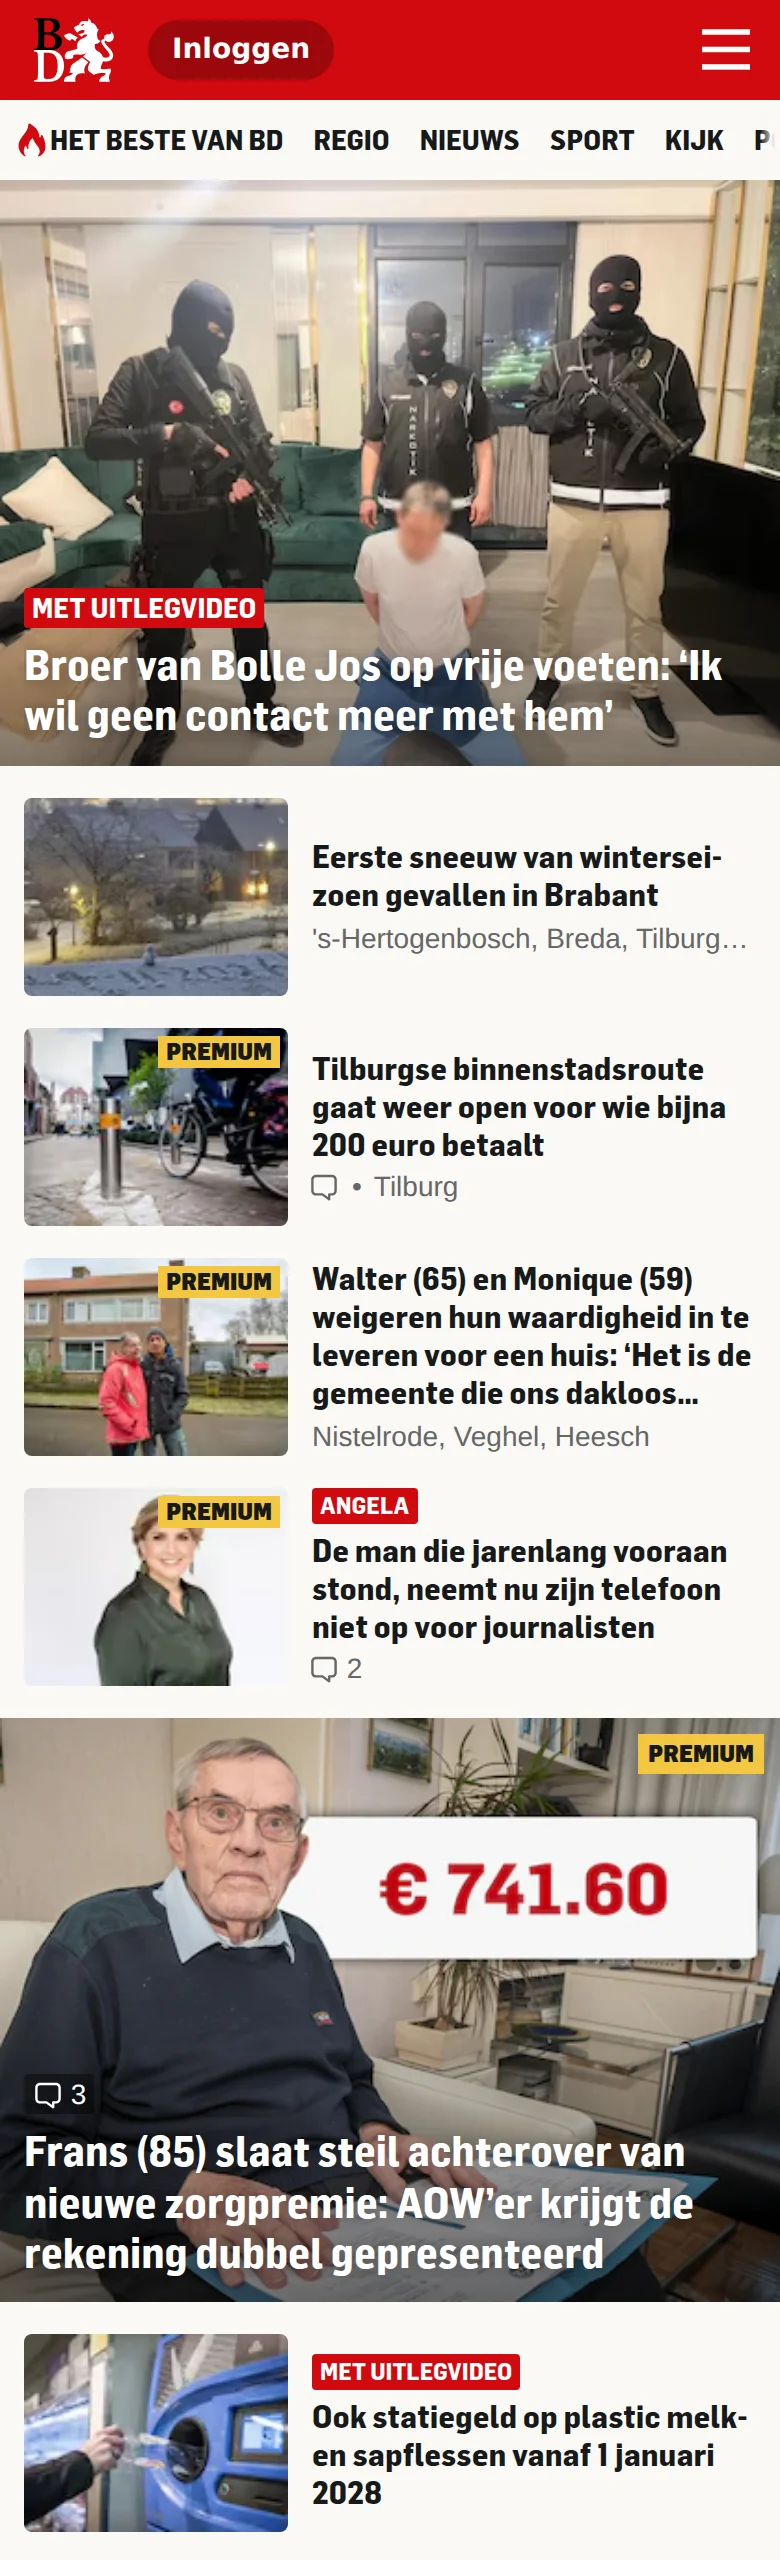 BD
Inloggen
HET BESTE VAN BD REGIO NIEUWS SPORT KIJK
NARKOTIK
MET UITLEGVIDEO
Broer van Bolle Jos op vrije voeten: ‘Ik
wil geen contact meer met hem’
Eerste sneeuw van wintersei-
zoen gevallen in Brabant
's-Hertogenbosch, Breda, Tilburg…
PREMIUM
Tilburgse binnenstadsroute
gaat weer open voor wie bijna
200 euro betaalt
• Tilburg
PREMIUM
Walter (65) en Monique (59)
weigeren hun waardigheid in te
leveren voor een huis: ‘Het is de
gemeente die ons dakloos...
Nistelrode, Veghel, Heesch
PREMIUM
ANGELA
De man die jarenlang vooraan
stond, neemt nu zijn telefoon
niet op voor journalisten
2
PREMIUM
€ 741.60
3
Frans (85) slaat steil achterover van
nieuwe zorgpremie: AOW’er krijgt de
rekening dubbel gepresenteerd
MET UITLEGVIDEO
Ook statiegeld op plastic melk-
en sapflessen vanaf 1 januari
2028